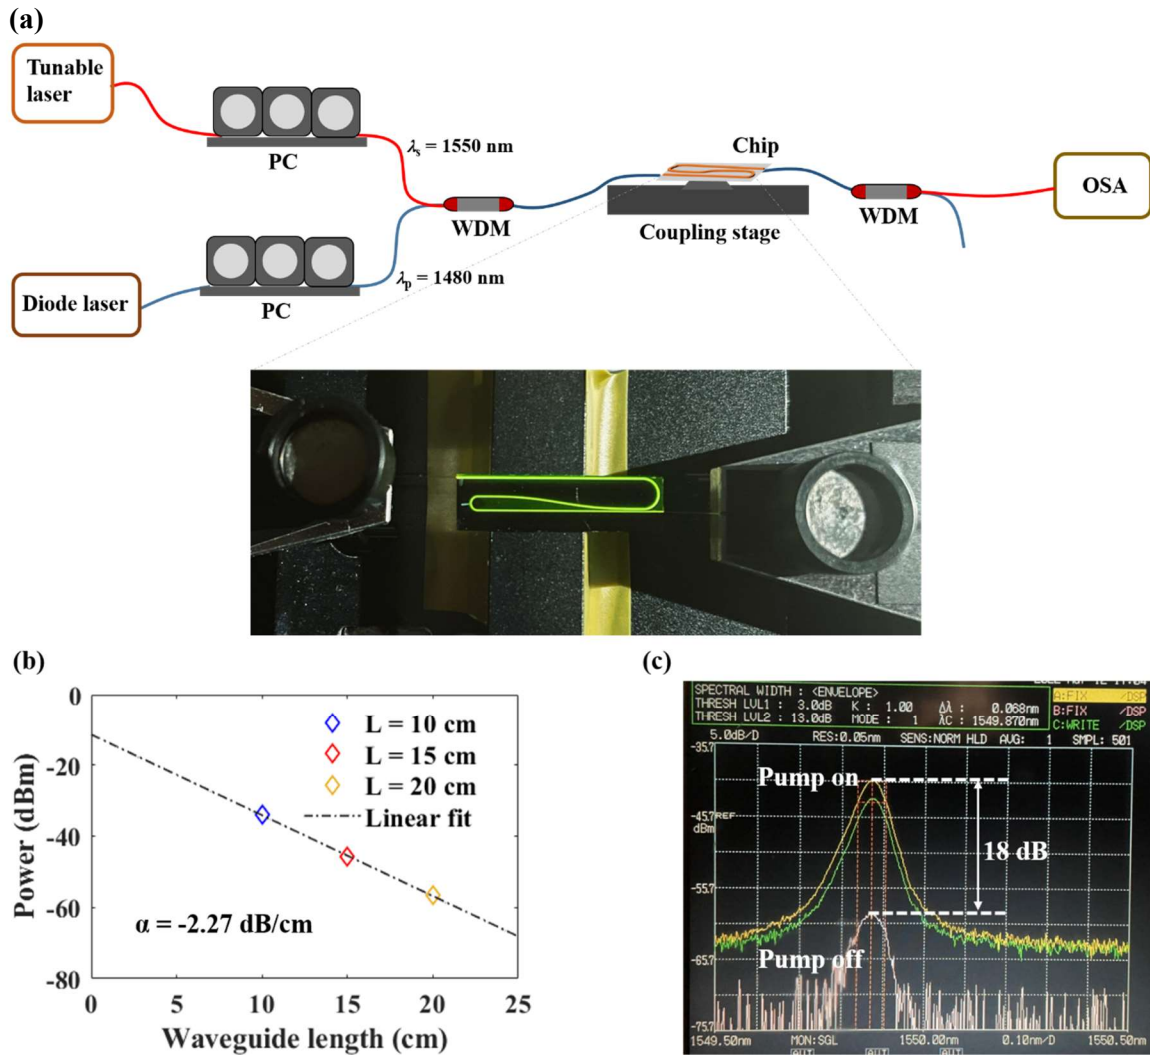 (a)
Tunable
laser
PC
λs = 1550 nm
WDM
Chip
Coupling stage
WDM
OSA
Diode laser
PC
λp = 1480 nm
(b)
0
-20
-40
-60
-80
Power (dBm)
0 5 10 15 20 25
Waveguide length (cm)
L = 10 cm
L = 15 cm
L = 20 cm
Linear fit
α = -2.27 dB/cm
(c)
SPECTRAL WIDTH : <ENVELOPE>
THRESH LVL1 : 3.0dB K : 1.00 Δλ : 0.068nm
THRESH LVL2 : 13.0dB MODE : 1 λC : 1549.870nm
A:FIX /DSP
B:FIX /DSP
C:WRITE /DSP
5.0dB/D RES:0.05nm SENS:NORM HLD AVG: 1 SMPL: 501
-35.7
Pump on
-45.7 REF
dBm
18 dB
-55.7
-65.7
Pump off
-75.7
1549.50nm MON:SGL 1550.00nm 0.10nm/D 1550.50nm